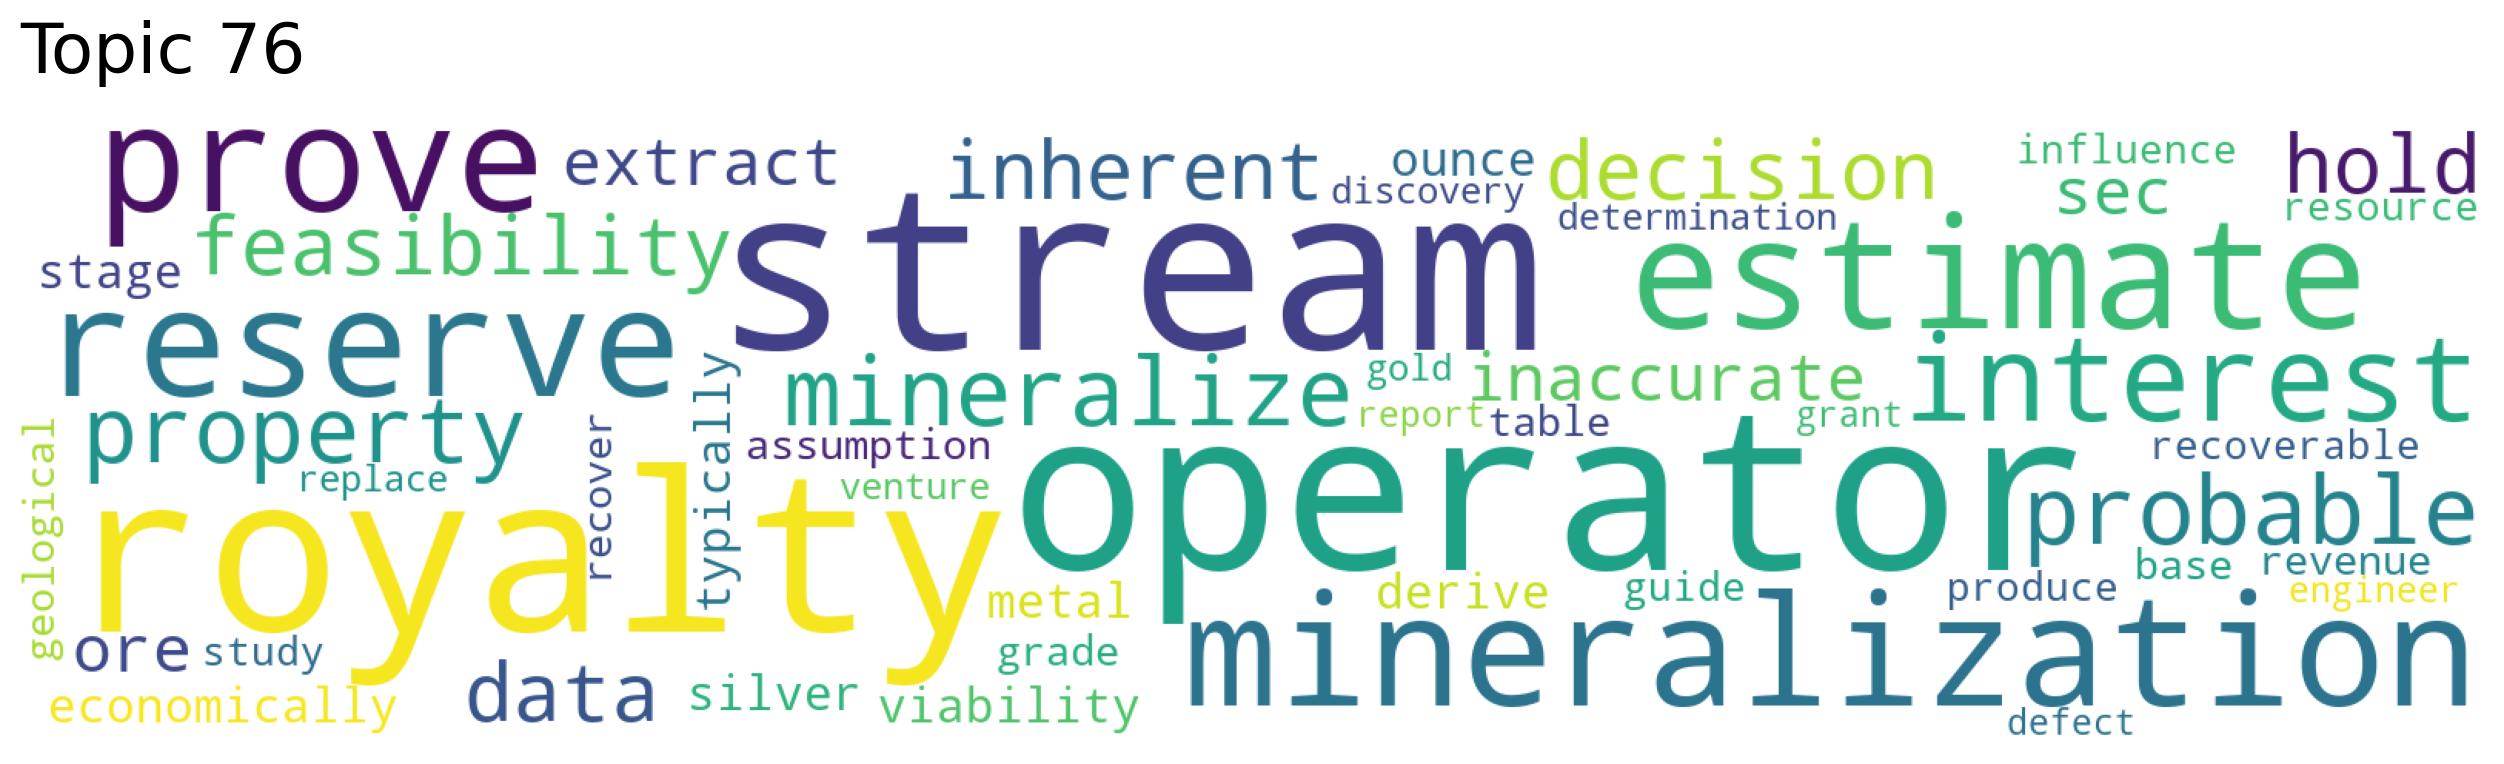 Topic 76
prove
extract
inherent
ounce
discovery
decision
determination
influence
sec
hold
resource
stage
feasibility
stream
estimate
reserve
typically
mineralize
gold
inaccurate
interest
report
table
grant
geological
property
replace
recover
assumption
venture
operator
recoverable
probable
royalty
metal
derive
guide
produce
base
revenue
engineer
ore
study
grade
mineralization
economically
data
silver
viability
defect